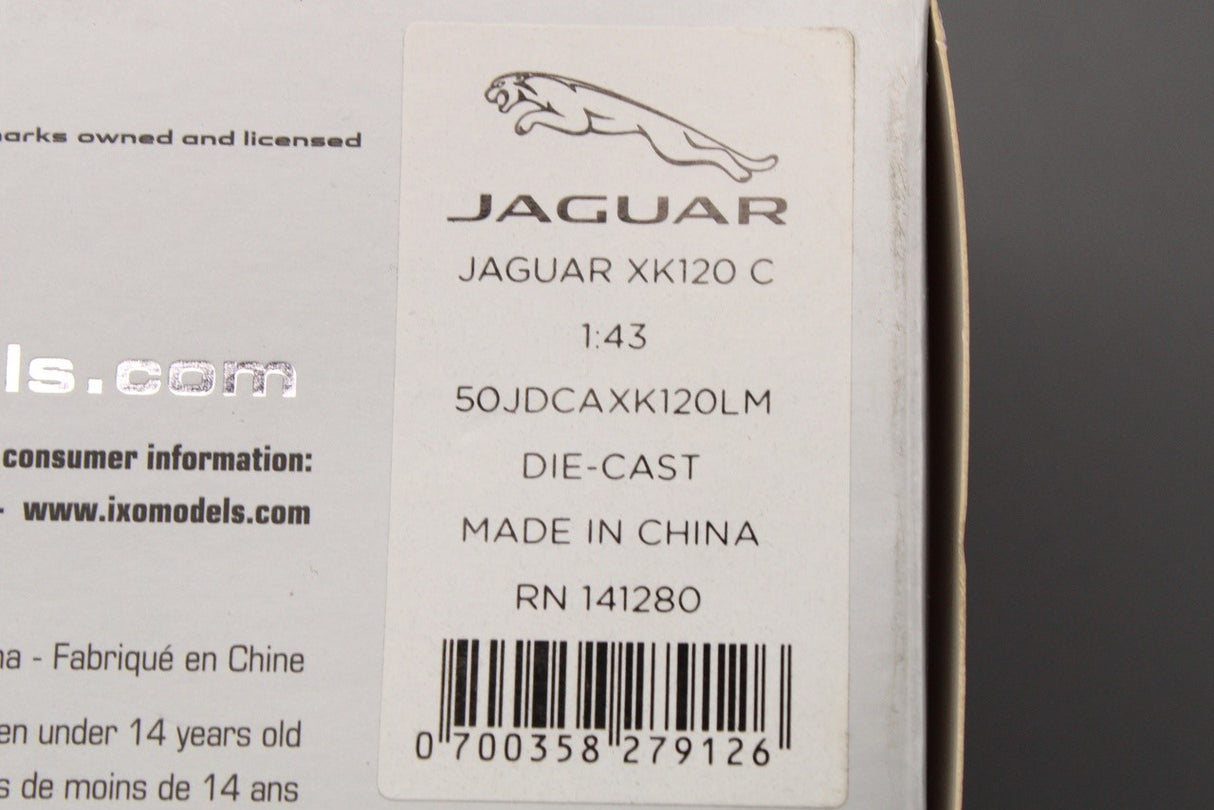 arks owned and licensed
ls.com
consumer information:
- www.ixomodels.com
na - Fabriqué en Chine
en under 14 years old
s de moins de 14 ans
JAGUAR
JAGUAR XK120 C
1:43
50JDCAXK120LM
DIE-CAST
MADE IN CHINA
RN 141280
0 700358 279126